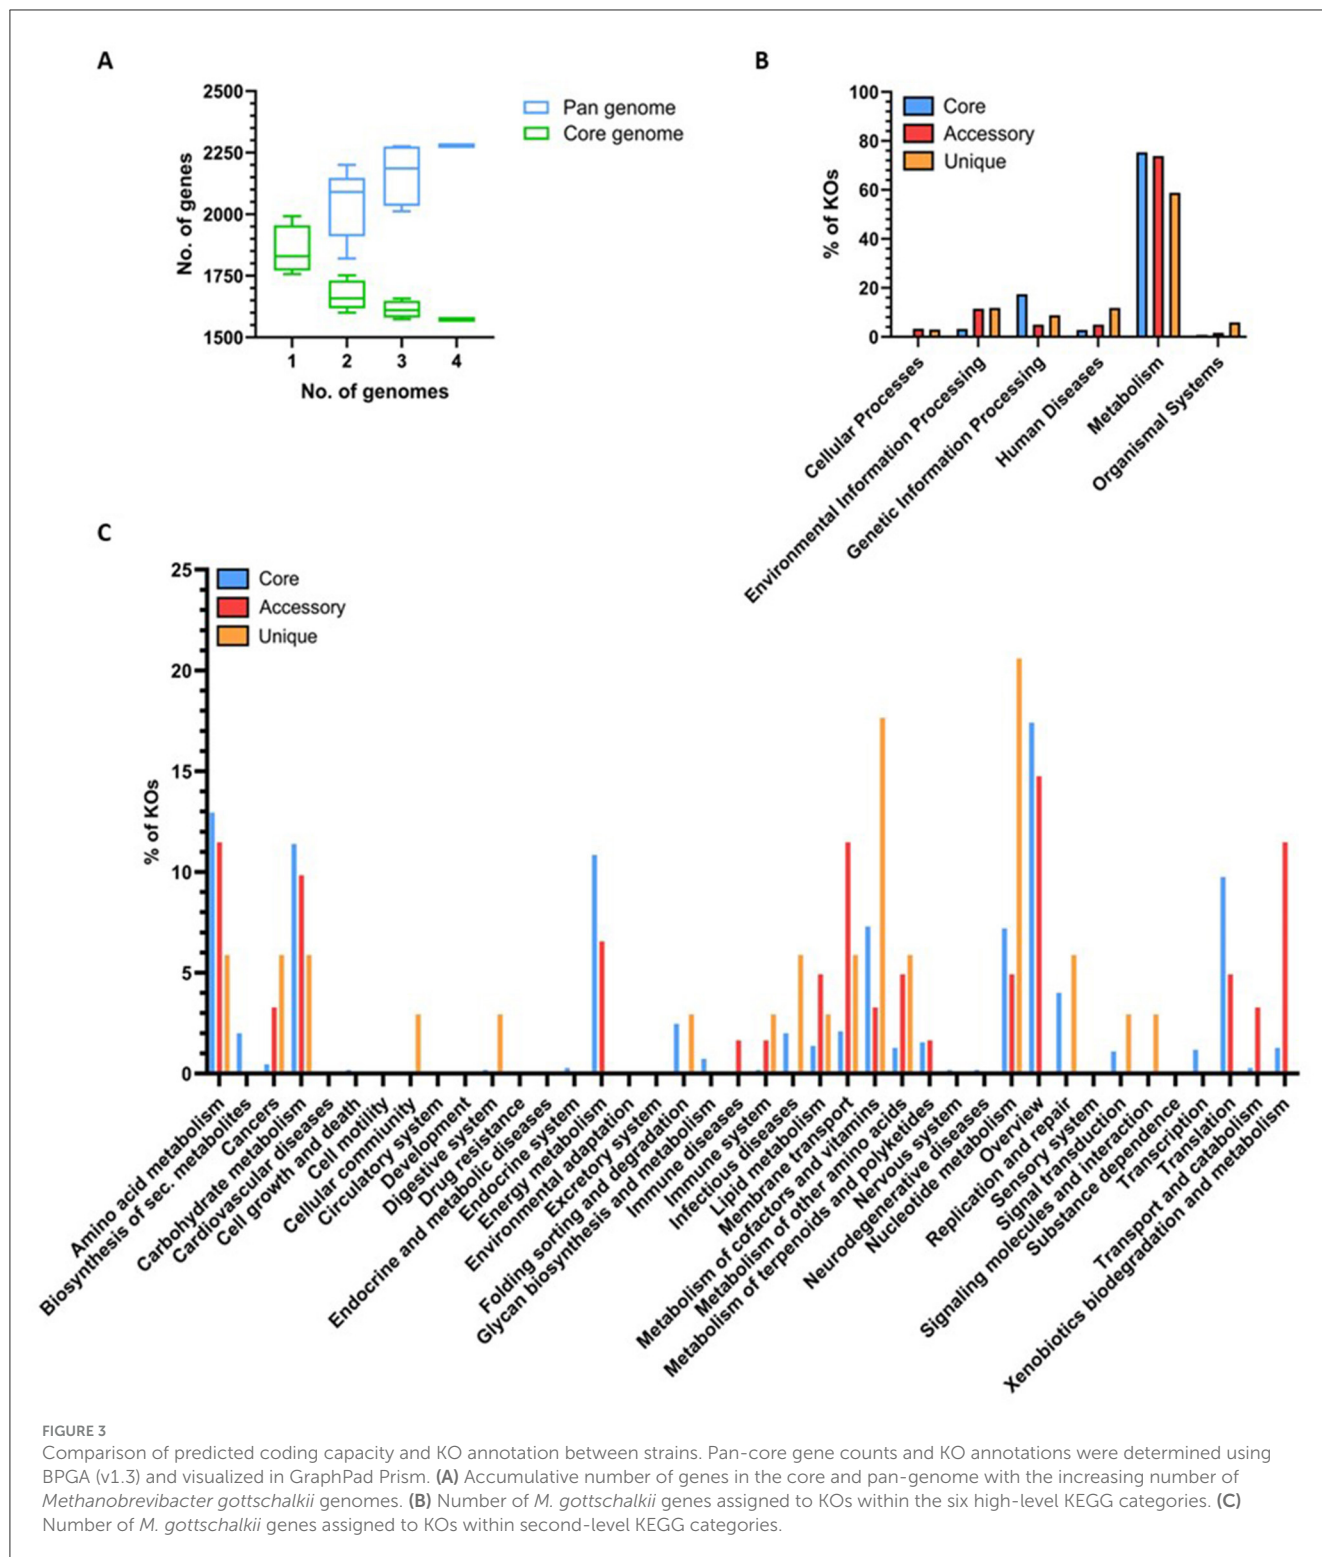 A
2500
2250
2000
1750
1500
No. of genes
1
2
3
4
No. of genomes
Pan genome
Core genome
B
100
80
60
40
20
0
% of KOs
Core
Accessory
Unique
Cellular Processes
Environmental Information Processing
Genetic Information Processing
Human Diseases
Metabolism
Organismal Systems
C
25
20
15
10
5
0
% of KOs
Core
Accessory
Unique
Amino acid metabolism
Biosynthesis of sec. metabolites
Cancers
Carbohydrate metabolism
Cardiovascular diseases
Cell growth and death
Cell motility
Cellular commiunity
Circulatory system
Development
Digestive system
Drug resistance
Endocrine and metabolic diseases
Endocrine system
Energy metabolism
Environmental adaptation
Excretory system
Folding sorting and degradation
Glycan biosynthesis and metabolism
Immune diseases
Immune system
Infectious diseases
Lipid metabolism
Membrane transport
Metabolism of cofactors and vitamins
Metabolism of other amino acids
Metabolism of terpenoids and polyketides
Nervous system
Neurodegenerative diseases
Nucleotide metabolism
Overview
Replication and repair
Sensory system
Signal transduction
Signaling molecules and interaction
Substance dependence
Transcription
Translation
Transport and catabolism
Xenobiotics biodegradation and metabolism
FIGURE 3
Comparison of predicted coding capacity and KO annotation between strains. Pan-core gene counts and KO annotations were determined using
BPGA (v1.3) and visualized in GraphPad Prism. (A) Accumulative number of genes in the core and pan-genome with the increasing number of
Methanobrevibacter gottschalkii genomes. (B) Number of M. gottschalkii genes assigned to KOs within the six high-level KEGG categories. (C)
Number of M. gottschalkii genes assigned to KOs within second-level KEGG categories.